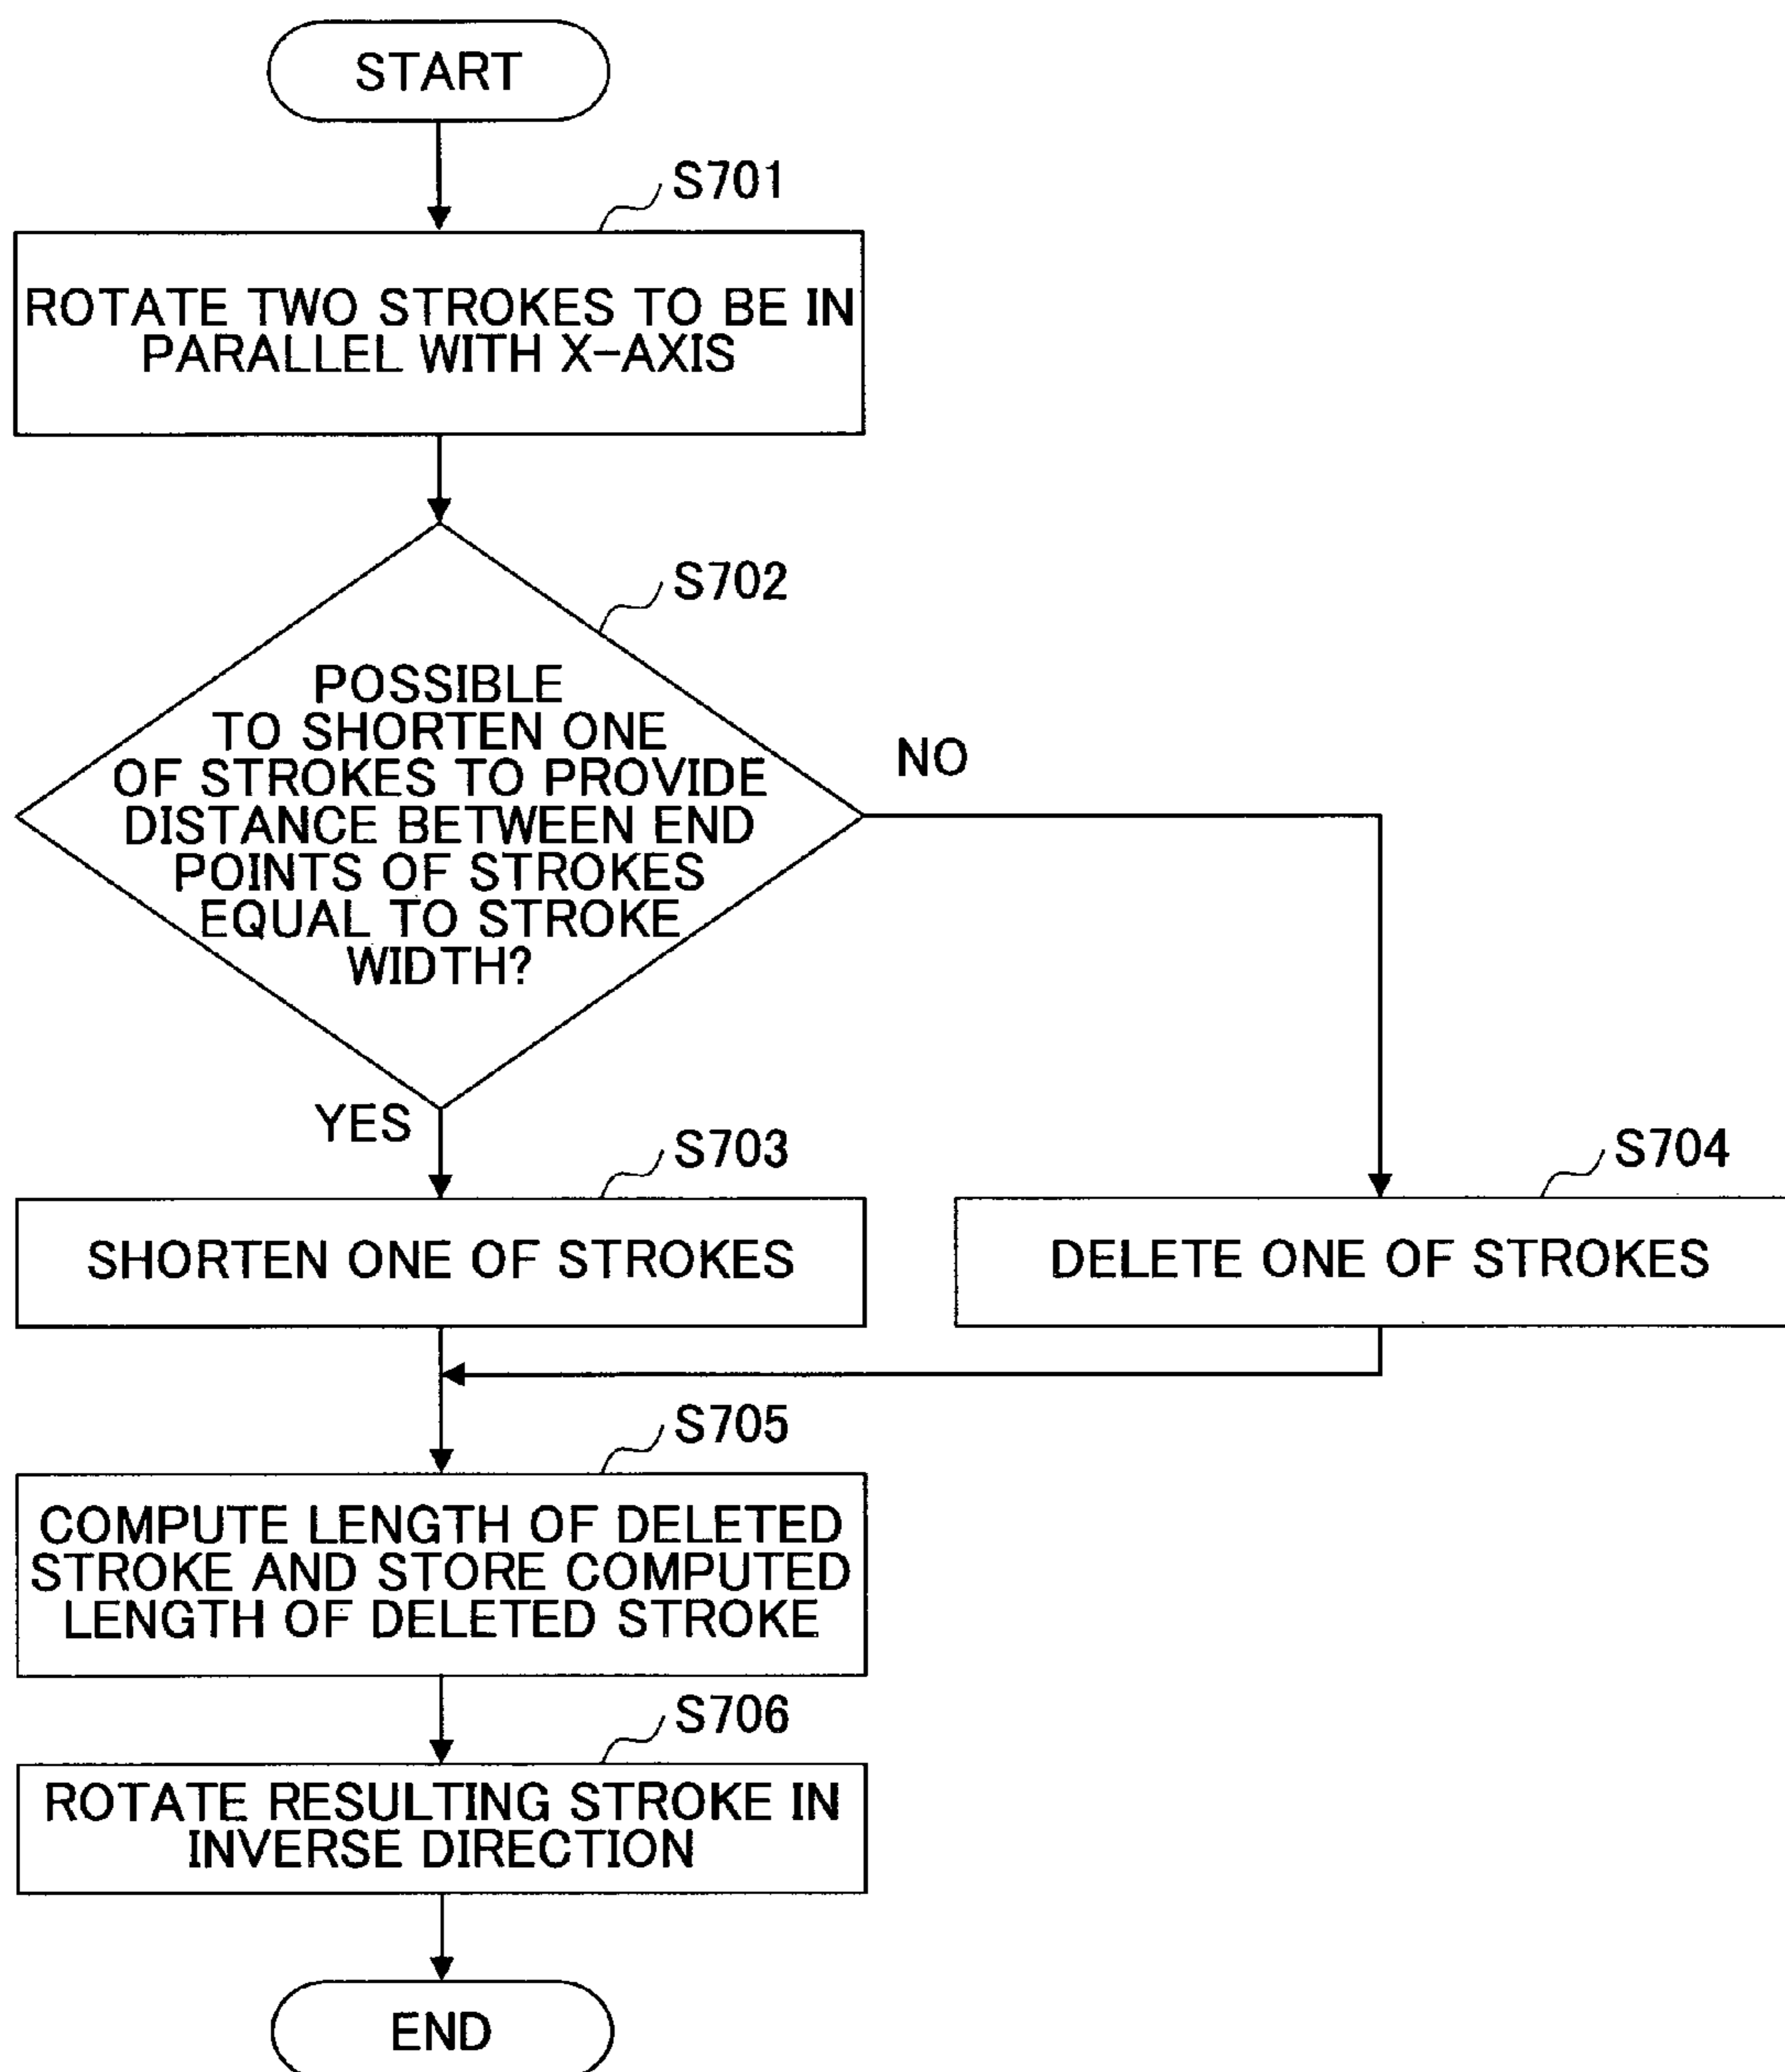 START
S701
ROTATE TWO STROKES TO BE IN
PARALLEL WITH X-AXIS
S702
POSSIBLE
TO SHORTEN ONE
OF STROKES TO PROVIDE
DISTANCE BETWEEN END
POINTS OF STROKES
EQUAL TO STROKE
WIDTH?
NO
YES
S703
SHORTEN ONE OF STROKES
S704
DELETE ONE OF STROKES
S705
COMPUTE LENGTH OF DELETED
STROKE AND STORE COMPUTED
LENGTH OF DELETED STROKE
S706
ROTATE RESULTING STROKE IN
INVERSE DIRECTION
END